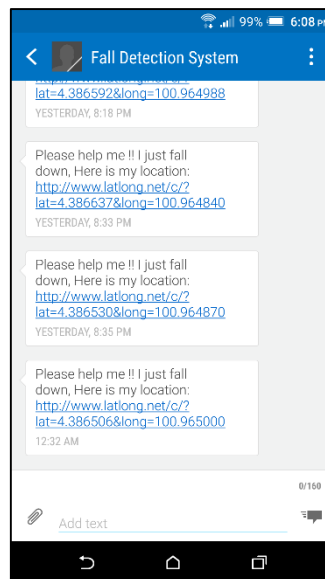 99% 6:08 PM
Fall Detection System
lat=4.386592&long=100.964988
YESTERDAY, 8:18 PM
Please help me !! I just fall
down, Here is my location:
http://www.latlong.net/c/?
lat=4.386637&long=100.964840
YESTERDAY, 8:33 PM
Please help me !! I just fall
down, Here is my location:
http://www.latlong.net/c/?
lat=4.386530&long=100.964870
YESTERDAY, 8:35 PM
Please help me !! I just fall
down, Here is my location:
http://www.latlong.net/c/?
lat=4.386506&long=100.965000
12:32 AM
0/160
Add text